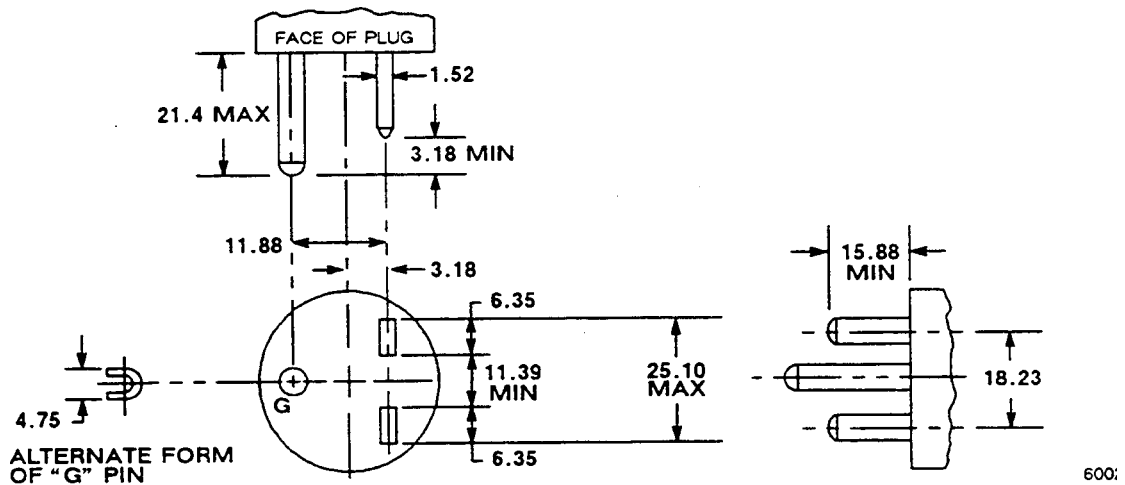 FACE OF PLUG
1.52
21.4 MAX
3.18 MIN
11.88
3.18
15.88
MIN
6.35
11.39
MIN
25.10
MAX
18.23
G
4.75
6.35
ALTERNATE FORM
OF "G" PIN